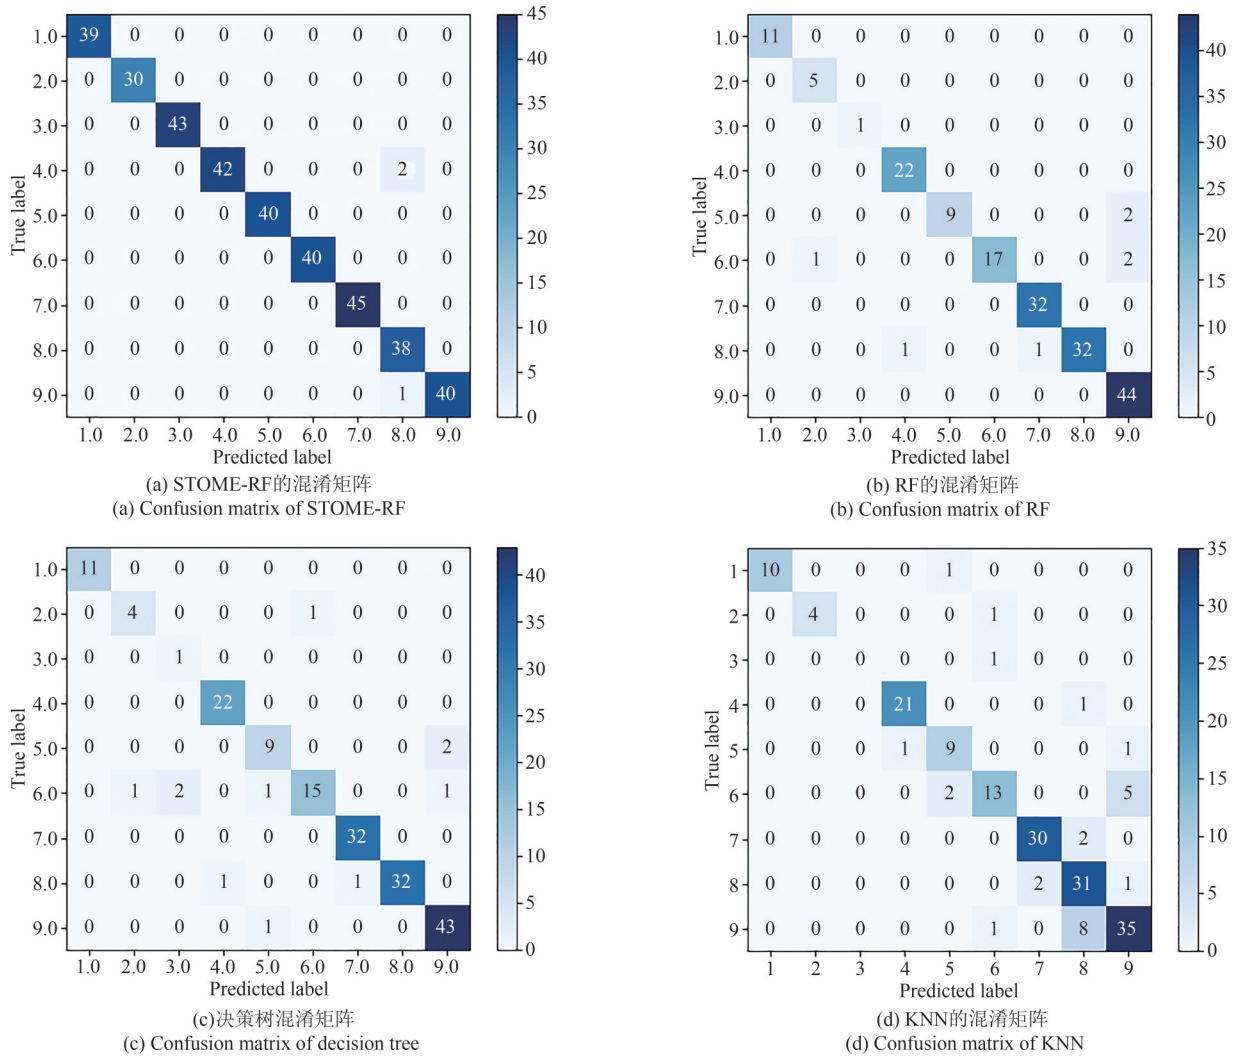 1.0 39 0 0 0 0 0 0 0 0
2.0 0 30 0 0 0 0 0 0 0
3.0 0 0 43 0 0 0 0 0 0
4.0 0 0 0 42 0 0 0 2 0
5.0 0 0 0 0 40 0 0 0 0
6.0 0 0 0 0 0 40 0 0 0
7.0 0 0 0 0 0 0 45 0 0
8.0 0 0 0 0 0 0 0 38 0
9.0 0 0 0 0 0 0 0 1 40
1.0 2.0 3.0 4.0 5.0 6.0 7.0 8.0 9.0
True label
Predicted label
45
40
35
30
25
20
15
10
5
0
(a) STOME-RF的混淆矩阵
(a) Confusion matrix of STOME-RF
1.0 11 0 0 0 0 0 0 0 0
2.0 0 5 0 0 0 0 0 0 0
3.0 0 0 1 0 0 0 0 0 0
4.0 0 0 0 22 0 0 0 0 0
5.0 0 0 0 0 9 0 0 0 2
6.0 0 1 0 0 0 17 0 0 2
7.0 0 0 0 0 0 0 32 0 0
8.0 0 0 0 1 0 0 1 32 0
9.0 0 0 0 0 0 0 0 0 44
1.0 2.0 3.0 4.0 5.0 6.0 7.0 8.0 9.0
True label
Predicted label
40
35
30
25
20
15
10
5
0
(b) RF的混淆矩阵
(b) Confusion matrix of RF
1.0 11 0 0 0 0 0 0 0 0
2.0 0 4 0 0 0 1 0 0 0
3.0 0 0 1 0 0 0 0 0 0
4.0 0 0 0 22 0 0 0 0 0
5.0 0 0 0 0 9 0 0 0 2
6.0 0 1 2 0 1 15 0 0 1
7.0 0 0 0 0 0 0 32 0 0
8.0 0 0 0 1 0 0 1 32 0
9.0 0 0 0 0 1 0 0 0 43
1.0 2.0 3.0 4.0 5.0 6.0 7.0 8.0 9.0
True label
Predicted label
40
30
20
10
0
(c)决策树混淆矩阵
(c) Confusion matrix of decision tree
1 10 0 0 0 1 0 0 0 0
2 0 4 0 0 0 1 0 0 0
3 0 0 0 0 0 1 0 0 0
4 0 0 0 21 0 0 0 1 0
5 0 0 0 1 9 0 0 0 1
6 0 0 0 0 2 13 0 0 5
7 0 0 0 0 0 0 30 2 0
8 0 0 0 0 0 0 2 31 1
9 0 0 0 0 0 1 0 8 35
1 2 3 4 5 6 7 8 9
True label
Predicted label
35
30
25
20
15
10
5
0
(d) KNN的混淆矩阵
(d) Confusion matrix of KNN